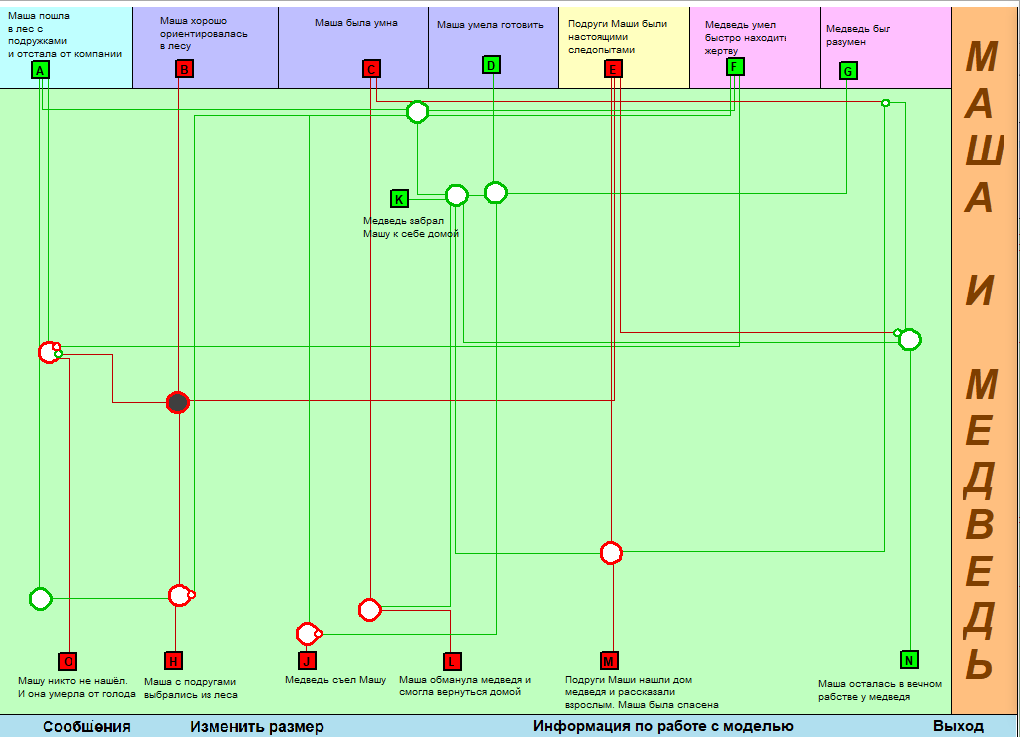 Маша пошла
в лес с
подружками
и отстала от компании
A
Маша хорошо
ориентировалась
в лесу
B
Маша была умна
C
Маша умела готовить
D
Подруги Маши были
настоящими
следопытами
E
Медведь умел
быстро находить
жертву
F
Медведь был
разумен
G
K
Медведь забрал
Машу к себе домой
C
Машу никто не нашёл.
И она умерла от голода
H
Маша с подругами
выбрались из леса
J
Медведь съел Машу
L
Маша обманула медведя и
смогла вернуться домой
M
Подруги Маши нашли дом
медведя и рассказали
взрослым. Маша была спасена
N
Маша осталась в вечном
рабстве у медведя
МАША И МЕДВЕДЬ
Сообщения
Изменить размер
Информация по работе с моделью
Выход